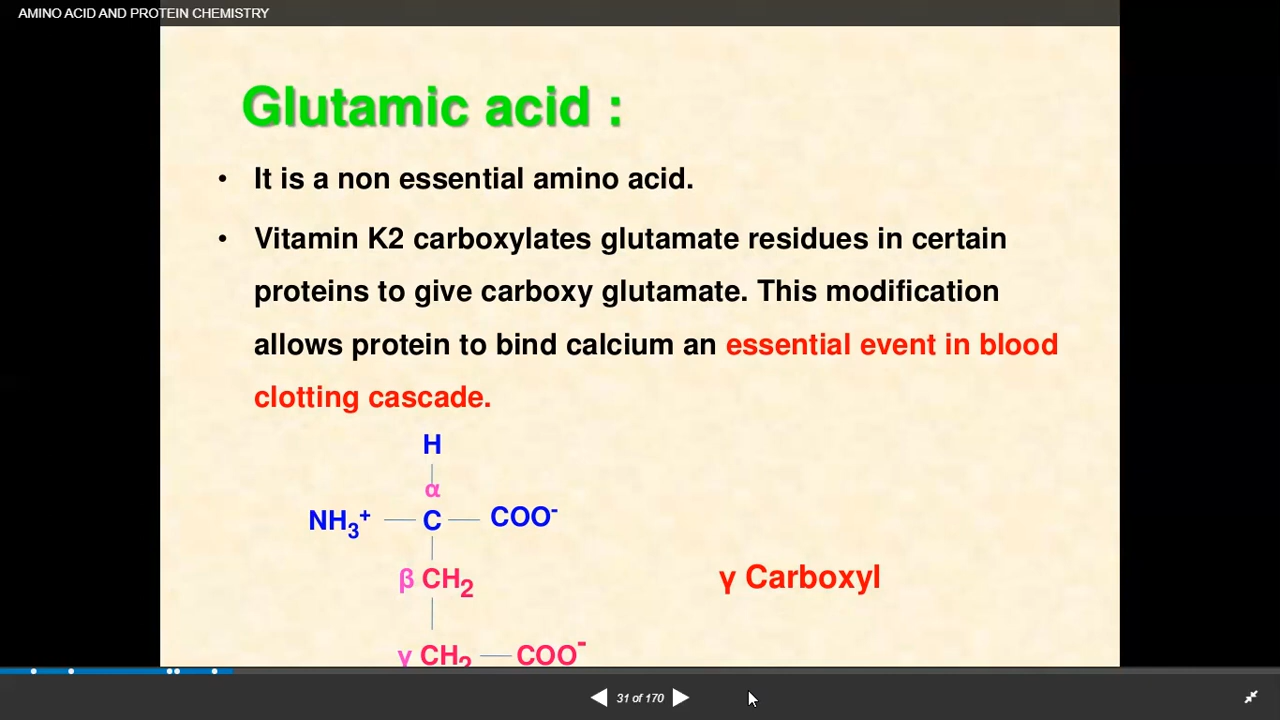 AMINO ACID AND PROTEIN CHEMISTRY
Glutamic acid :
• It is a non essential amino acid.
• Vitamin K2 carboxylates glutamate residues in certain
proteins to give carboxy glutamate. This modification
allows protein to bind calcium an essential event in blood
clotting cascade.
H
α
NH₃⁺ C COO⁻
β CH₂
γ Carboxyl
γ CH₂ COO⁻
31 of 170